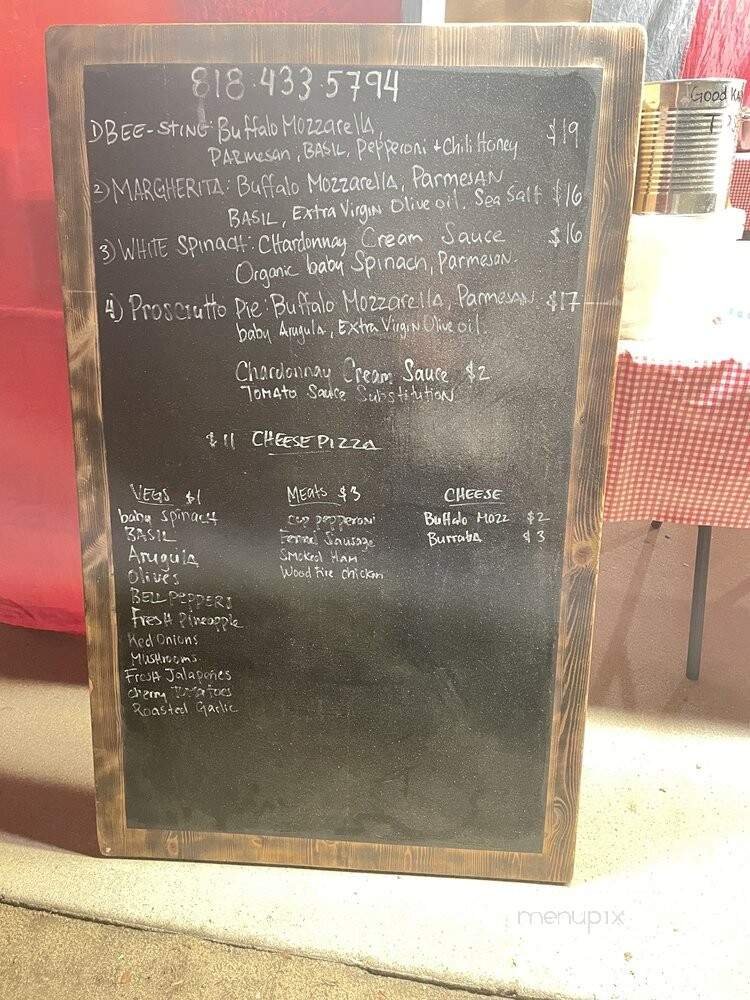 818·433·5794
1) BEE-STING: Buffalo Mozzarella,
PARmesan, BASIL, Pepperoni + Chili Honey $19
2) MARGHERITA: Buffalo Mozzarella, Parmesan
BASIL, Extra Virgin Olive oil. Sea Salt $16
3) WHITE Spinach: Chardonnay Cream Sauce $16
Organic baby Spinach, Parmesan.
4) Prosciutto Pie: Buffalo Mozzarella, Parmesan $17
baby Arugula, Extra Virgin Olive oil.
Chardonnay Cream Sauce $2
Tomato Sauce Substitution
$11 CHEESE PIZZA
VEGS $1
baby spinach
BASIL
Arugula
Olives
BELL PEPPERS
Fresh Pineapple
Red Onions
Mushrooms
Fresh Jalapeñes
cherry Tomatoes
Roasted Garlic
Meats $3
cup pepperoni
Fennel Sausage
Smoked Ham
Wood Fire chicken
CHEESE
Buffalo Mozz $2
Burrata $3
Good KA
menupix